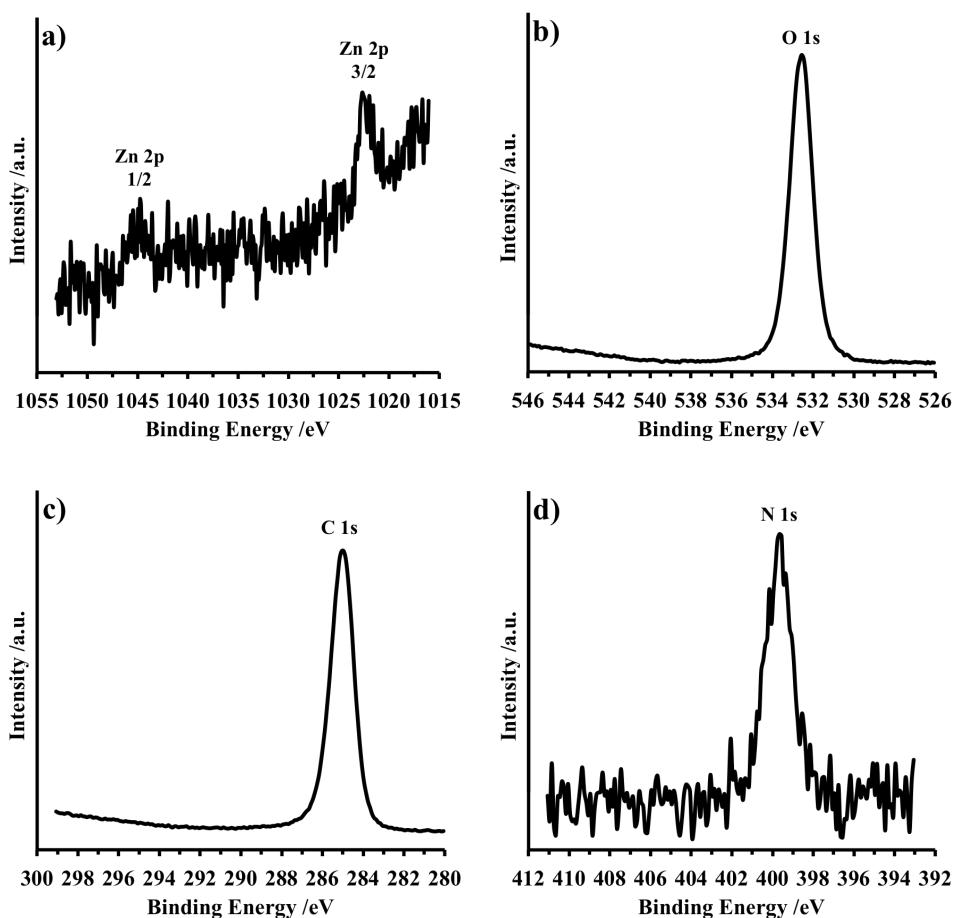 a)
Zn 2p
3/2
Zn 2p
1/2
Intensity /a.u.
1055 1050 1045 1040 1035 1030 1025 1020 1015
Binding Energy /eV
b)
O 1s
Intensity /a.u.
546 544 542 540 538 536 534 532 530 528 526
Binding Energy /eV
c)
C 1s
Intensity /a.u.
300 298 296 294 292 290 288 286 284 282 280
Binding Energy /eV
d)
N 1s
Intensity /a.u.
412 410 408 406 404 402 400 398 396 394 392
Binding Energy /eV